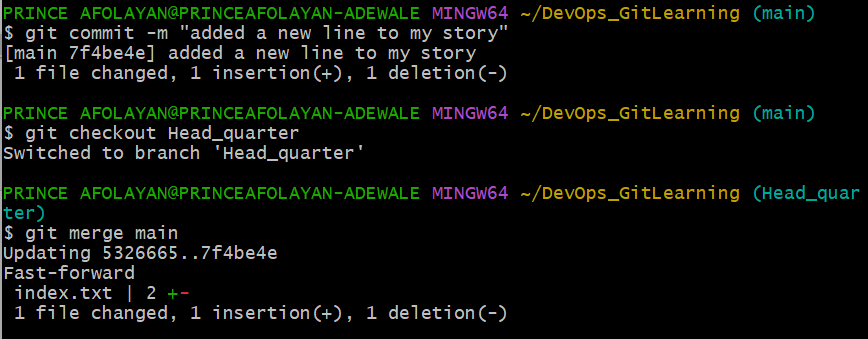 PRINCE AFOLAYAN@PRINCEAFOLAYAN-ADEWALE MINGW64 ~/DevOps_GitLearning (main)
$ git commit -m "added a new line to my story"
[main 7f4be4e] added a new line to my story
 1 file changed, 1 insertion(+), 1 deletion(-)
PRINCE AFOLAYAN@PRINCEAFOLAYAN-ADEWALE MINGW64 ~/DevOps_GitLearning (main)
$ git checkout Head_quarter
Switched to branch 'Head_quarter'
PRINCE AFOLAYAN@PRINCEAFOLAYAN-ADEWALE MINGW64 ~/DevOps_GitLearning (Head_quar
ter)
$ git merge main
Updating 5326665..7f4be4e
Fast-forward
 index.txt | 2 +-
 1 file changed, 1 insertion(+), 1 deletion(-)